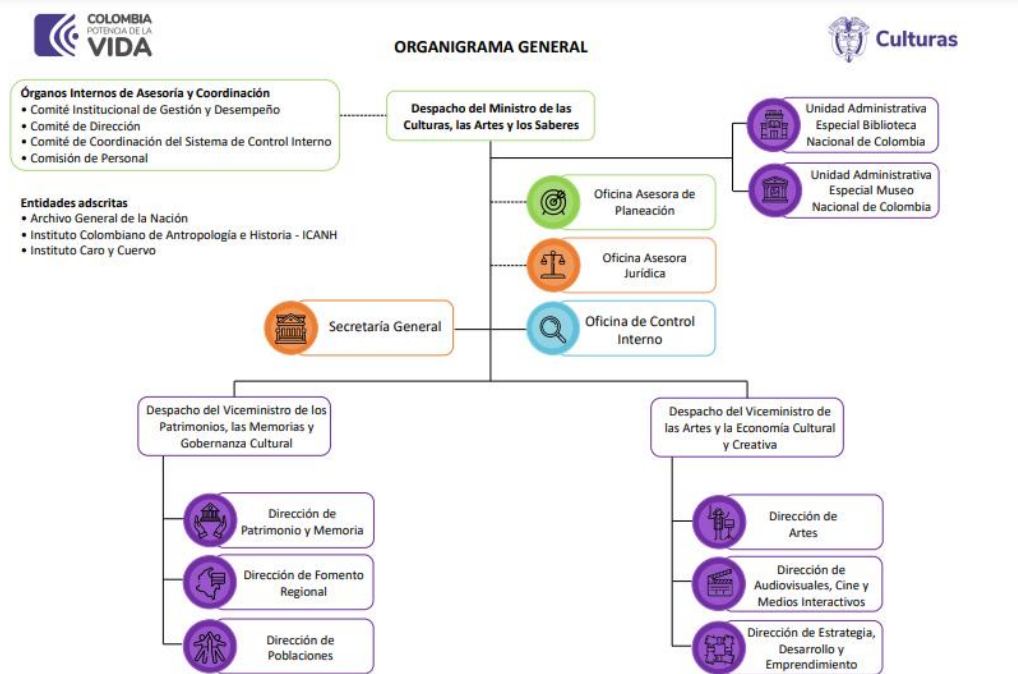 COLOMBIA
POTENCIA DE LA
VIDA
ORGANIGRAMA GENERAL
Culturas
Órganos Internos de Asesoría y Coordinación
• Comité Institucional de Gestión y Desempeño
• Comité de Dirección
• Comité de Coordinación del Sistema de Control Interno
• Comisión de Personal
Despacho del Ministro de las
Culturas, las Artes y los Saberes
Unidad Administrativa
Especial Biblioteca
Nacional de Colombia
Unidad Administrativa
Especial Museo
Nacional de Colombia
Entidades adscritas
• Archivo General de la Nación
• Instituto Colombiano de Antropología e Historia - ICANH
• Instituto Caro y Cuervo
Oficina Asesora de
Planeación
Oficina Asesora
Jurídica
Secretaría General
Oficina de Control
Interno
Despacho del Viceministro de los
Patrimonios, las Memorias y
Gobernanza Cultural
Despacho del Viceministro de
las Artes y la Economía Cultural
y Creativa
Dirección de
Patrimonio y Memoria
Dirección de Fomento
Regional
Dirección de
Poblaciones
Dirección de
Artes
Dirección de
Audiovisuales, Cine y
Medios Interactivos
Dirección de Estrategia,
Desarrollo y
Emprendimiento